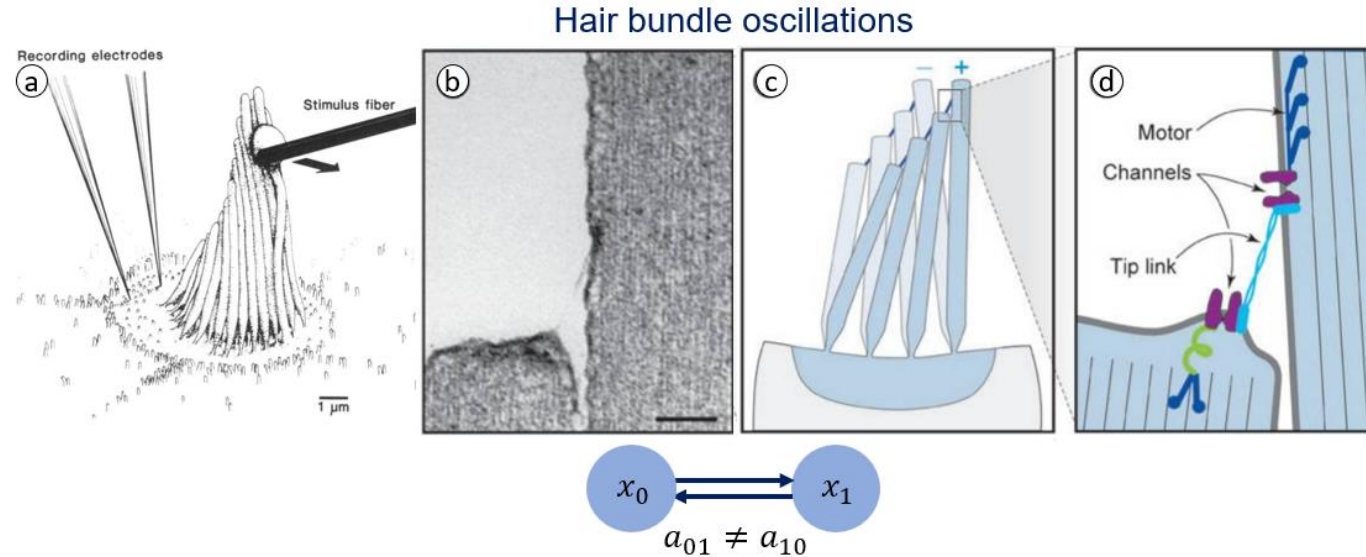 Hair bundle oscillations
Recording electrodes
a
Stimulus fiber
1 μm
b
c
− +
d
Motor
Channels
Tip link
x₀
x₁
a₀₁ ≠ a₁₀